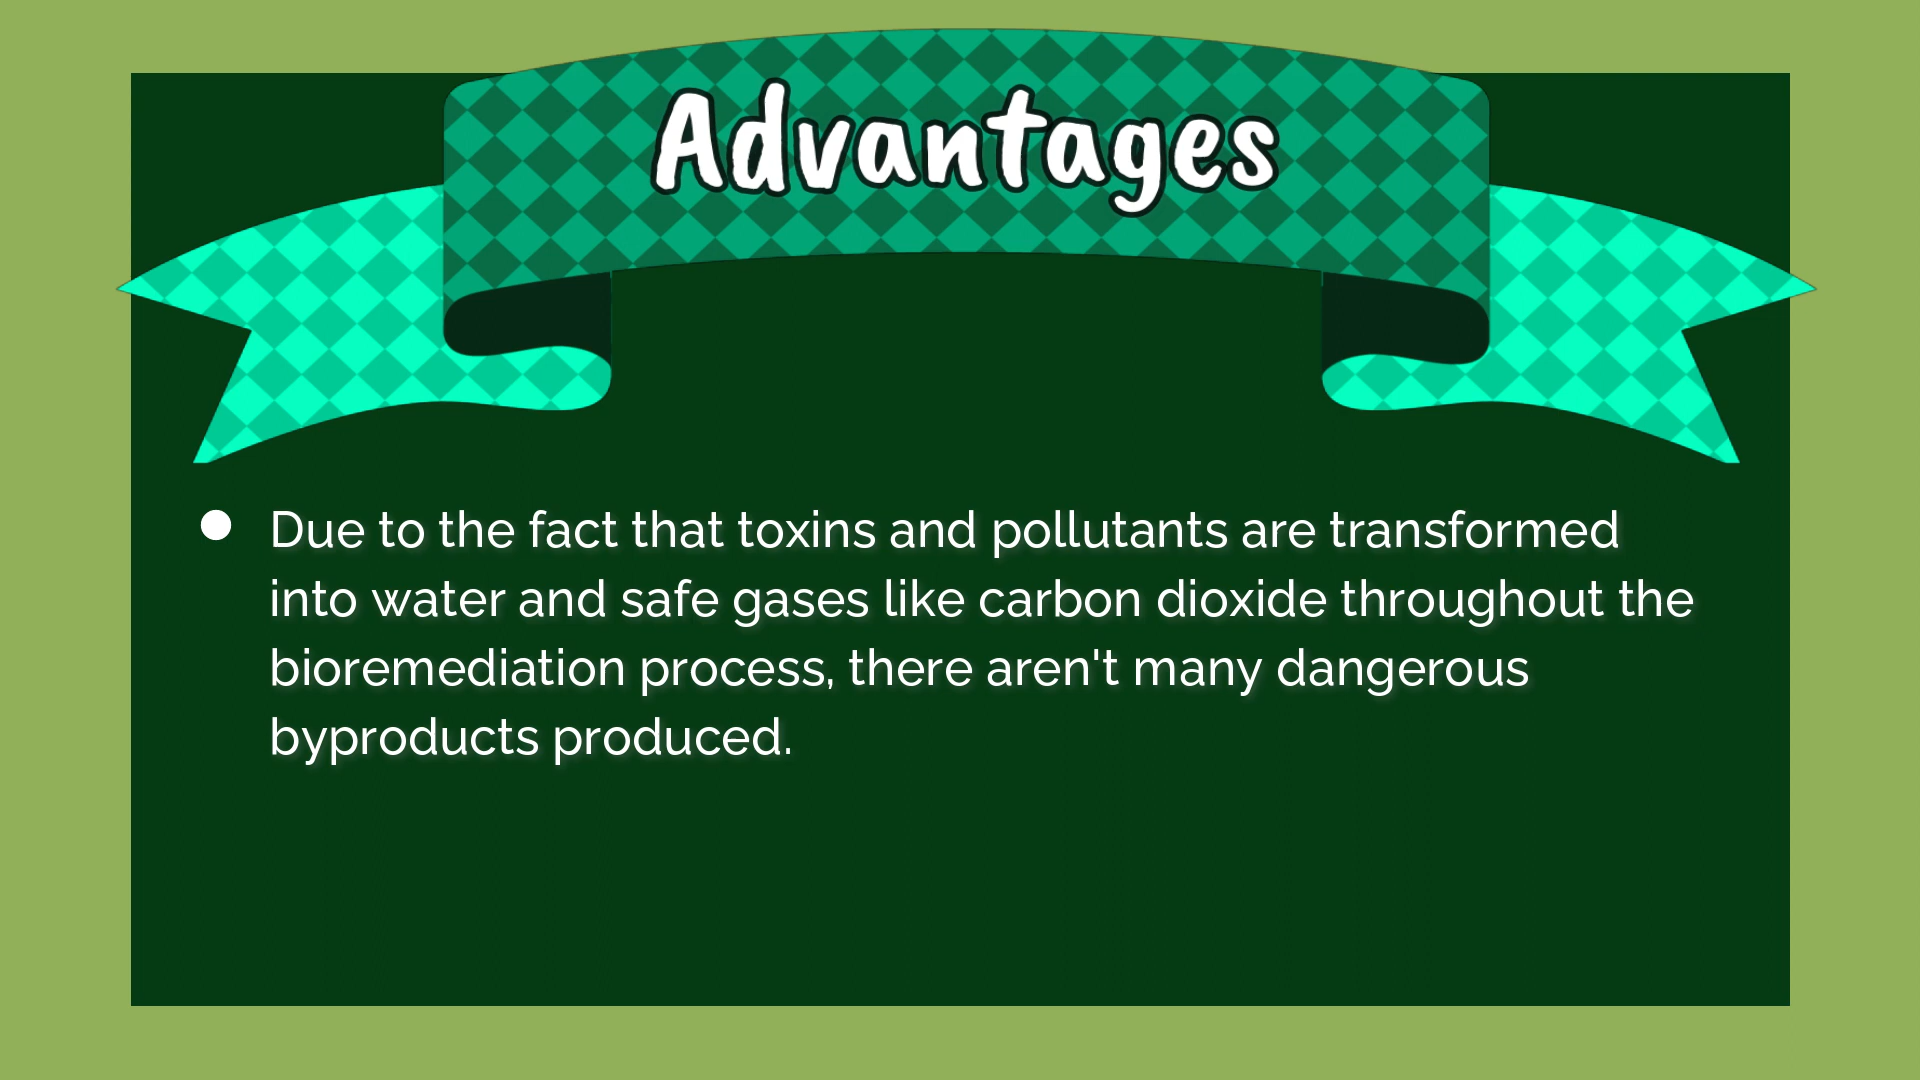 Advantages
Due to the fact that toxins and pollutants are transformed
into water and safe gases like carbon dioxide throughout the
bioremediation process, there aren't many dangerous
byproducts produced.